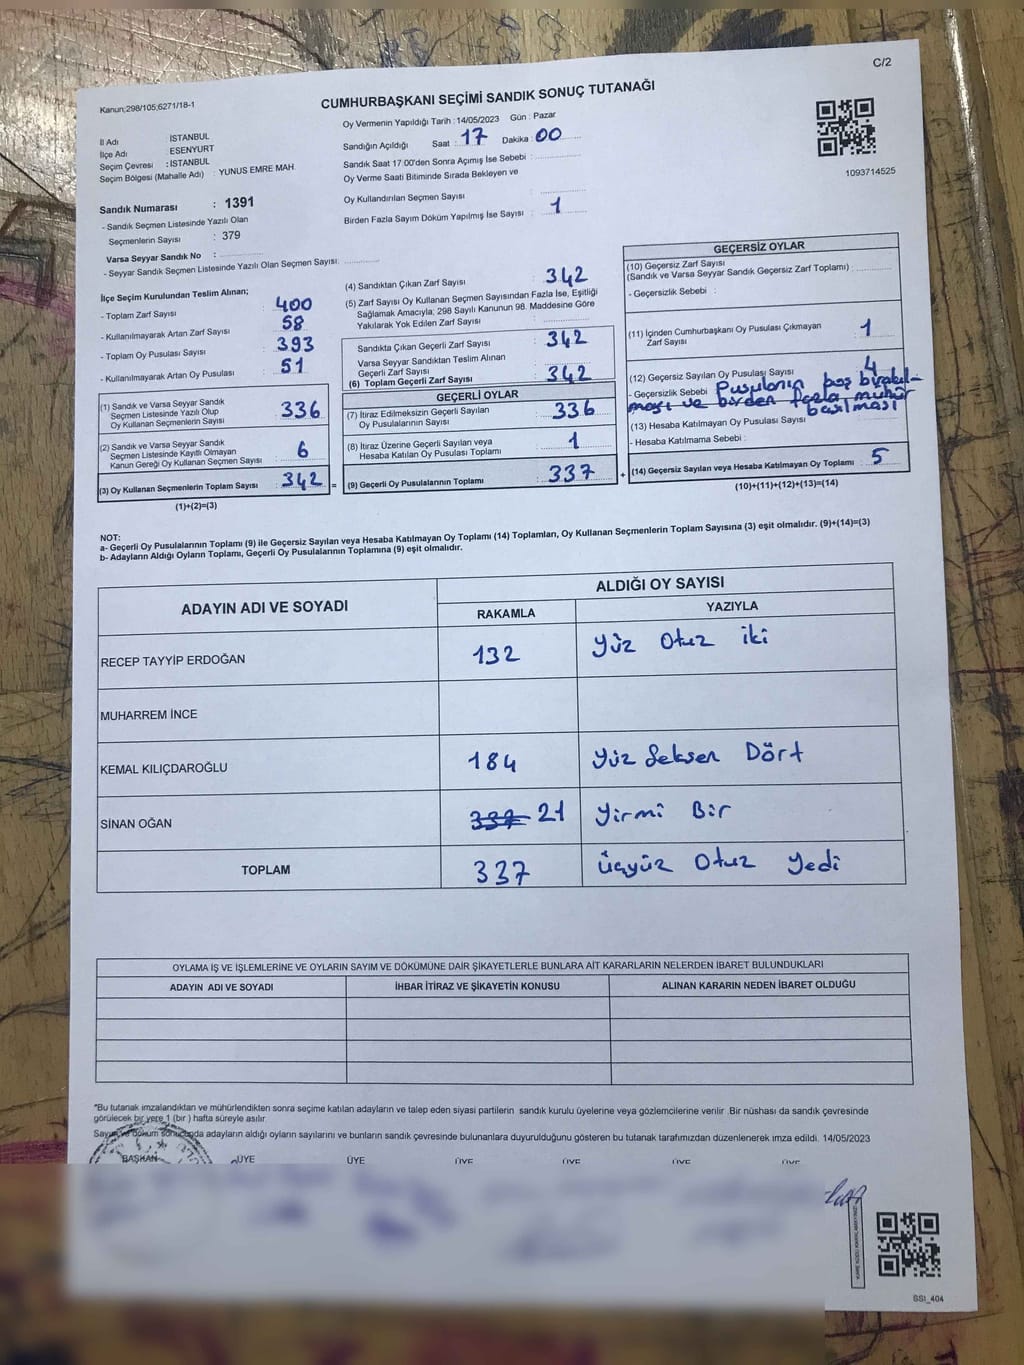 C/2
Kanun;298/105,6271/18-1
CUMHURBAŞKANI SEÇİMİ SANDIK SONUÇ TUTANAĞI
Oy Vermenin Yapıldığı Tarih : 14/05/2023 Gün : Pazar
İl Adı İSTANBUL
İlçe Adı ESENYURT
Seçim Çevresi : İSTANBUL
Seçim Bölgesi (Mahalle Adı) : YUNUS EMRE MAH.
Sandığın Açıldığı Saat : 17 Dakika : 00
Sandık Saat 17:00'den Sonra Açımış İse Sebebi :
Oy Verme Saati Bitiminde Sırada Bekleyen ve
Oy Kullandırılan Seçmen Sayısı
Birden Fazla Sayım Döküm Yapılmış İse Sayısı : 1
1093714525
Sandık Numarası : 1391
- Sandık Seçmen Listesinde Yazılı Olan
Seçmenlerin Sayısı : 379
Varsa Seyyar Sandık No :
- Seyyar Sandık Seçmen Listesinde Yazılı Olan Seçmen Sayısı:
İlçe Seçim Kurulundan Teslim Alınan;
- Toplam Zarf Sayısı : 400
- Kullanılmayarak Artan Zarf Sayısı : 58
- Toplam Oy Pusulası Sayısı : 393
- Kullanılmayarak Artan Oy Pusulası : 51
(1) Sandık ve Varsa Seyyar Sandık
Seçmen Listesinde Yazılı Olup
Oy Kullanan Seçmenlerin Sayısı : 336
(2) Sandık ve Varsa Seyyar Sandık
Seçmen Listesinde Kayıtlı Olmayan
Kanun Gereği Oy Kullanan Seçmen Sayısı : 6
(3) Oy Kullanan Seçmenlerin Toplam Sayısı : 342 =
(1)+(2)=(3)
(4) Sandıktan Çıkan Zarf Sayısı : 342
(5) Zarf Sayısı Oy Kullanan Seçmen Sayısından Fazla İse, Eşitliği
Sağlamak Amacıyla; 298 Sayılı Kanunun 98. Maddesine Göre
Yakılarak Yok Edilen Zarf Sayısı :
Sandıkta Çıkan Geçerli Zarf Sayısı : 342
Varsa Seyyar Sandıktan Teslim Alınan
Geçerli Zarf Sayısı :
(6) Toplam Geçerli Zarf Sayısı : 342
GEÇERLİ OYLAR
(7) İtiraz Edilmeksizin Geçerli Sayılan
Oy Pusulalarının Sayısı : 336
(8) İtiraz Üzerine Geçerli Sayılan veya
Hesaba Katılan Oy Pusulası Toplamı : 1
(9) Geçerli Oy Pusulalarının Toplamı : 337 +
GEÇERSİZ OYLAR
(10) Geçersiz Zarf Sayısı
(Sandık ve Varsa Seyyar Sandık Geçersiz Zarf Toplamı) :
- Geçersizlik Sebebi :
(11) İçinden Cumhurbaşkanı Oy Pusulası Çıkmayan
Zarf Sayısı : 1
(12) Geçersiz Sayılan Oy Pusulası Sayısı : 4
- Geçersizlik Sebebi Pusulanın boş bırakıl-
ması ve birden fazla mühür
basılması
(13) Hesaba Katılmayan Oy Pusulası Sayısı :
- Hesaba Katılmama Sebebi :
(14) Geçersiz Sayılan veya Hesaba Katılmayan Oy Toplamı : 5
(10)+(11)+(12)+(13)=(14)
NOT:
a- Geçerli Oy Pusulalarının Toplamı (9) ile Geçersiz Sayılan veya Hesaba Katılmayan Oy Toplamı (14) Toplamları, Oy Kullanan Seçmenlerin Toplam Sayısına (3) eşit olmalıdır. (9)+(14)=(3)
b- Adayların Aldığı Oyların Toplamı, Geçerli Oy Pusulalarının Toplamına (9) eşit olmalıdır.
ADAYIN ADI VE SOYADI ALDIĞI OY SAYISI
RAKAMLA YAZIYLA
RECEP TAYYİP ERDOĞAN 132 Yüz Otuz iki
MUHARREM İNCE
KEMAL KILIÇDAROĞLU 184 Yüz Seksen Dört
SİNAN OĞAN 337 21 Yirmi Bir
TOPLAM 337 Üçyüz Otuz Yedi
OYLAMA İŞ VE İŞLEMLERİNE VE OYLARIN SAYIM VE DÖKÜMÜNE DAİR ŞİKAYETLERLE BUNLARA AİT KARARLARIN NELERDEN İBARET BULUNDUKLARI
ADAYIN ADI VE SOYADI İHBAR İTİRAZ VE ŞİKAYETİN KONUSU ALINAN KARARIN NEDEN İBARET OLDUĞU
*Bu tutanak imzalandıktan ve mühürlendikten sonra seçime katılan adayların ve talep eden siyasi partilerin sandık kurulu üyelerine veya gözlemcilerine verilir .Bir nüshası da sandık çevresinde
görülecek bir yere 1 (bir ) hafta süreyle asılır.
Sayım ve döküm sonucunda adayların aldığı oyların sayılarını ve bunların sandık çevresinde bulunanlara duyurulduğunu gösteren bu tutanak tarafımızdan düzenlenerek imza edildi. 14/05/2023
BAŞKAN ÜYE ÜYE ÜYE ÜYE ÜYE ÜYE
SSI_404